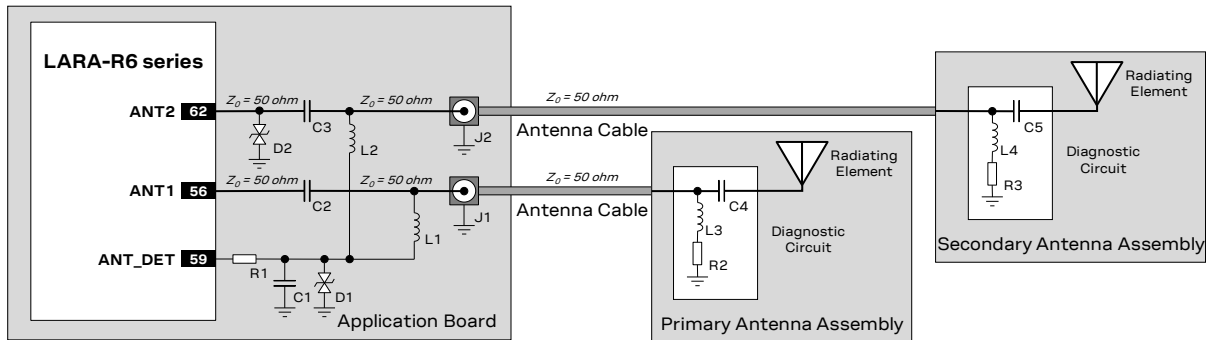 LARA-R6 series
ANT2 62
Z0 = 50 ohm
Z0 = 50 ohm
C3
D2
L2
J2
Z0 = 50 ohm
Antenna Cable
ANT1 56
Z0 = 50 ohm
Z0 = 50 ohm
C2
L1
J1
Z0 = 50 ohm
Antenna Cable
ANT_DET 59
R1
C1
D1
Application Board
Radiating
Element
C4
L3
R2
Diagnostic
Circuit
Primary Antenna Assembly
Radiating
Element
C5
L4
R3
Diagnostic
Circuit
Secondary Antenna Assembly